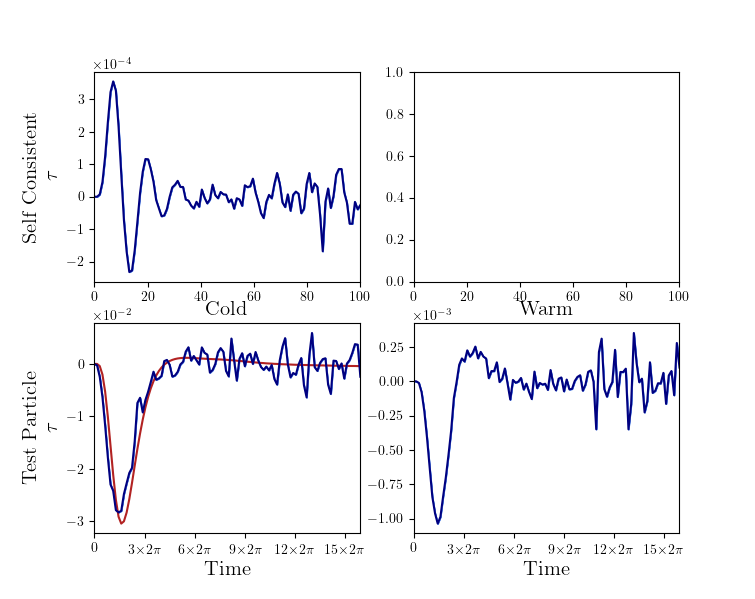 ×10⁻⁴
Self Consistent
τ
3
2
1
0
−1
−2
0 20 40 60 80 100
Cold
1.0
0.8
0.6
0.4
0.2
0.0
0 20 40 60 80 100
Warm
×10⁻²
Test Particle
τ
0
−1
−2
−3
0 3×2π 6×2π 9×2π 12×2π 15×2π
Time
×10⁻³
0.25
0.00
−0.25
−0.50
−0.75
−1.00
0 3×2π 6×2π 9×2π 12×2π 15×2π
Time